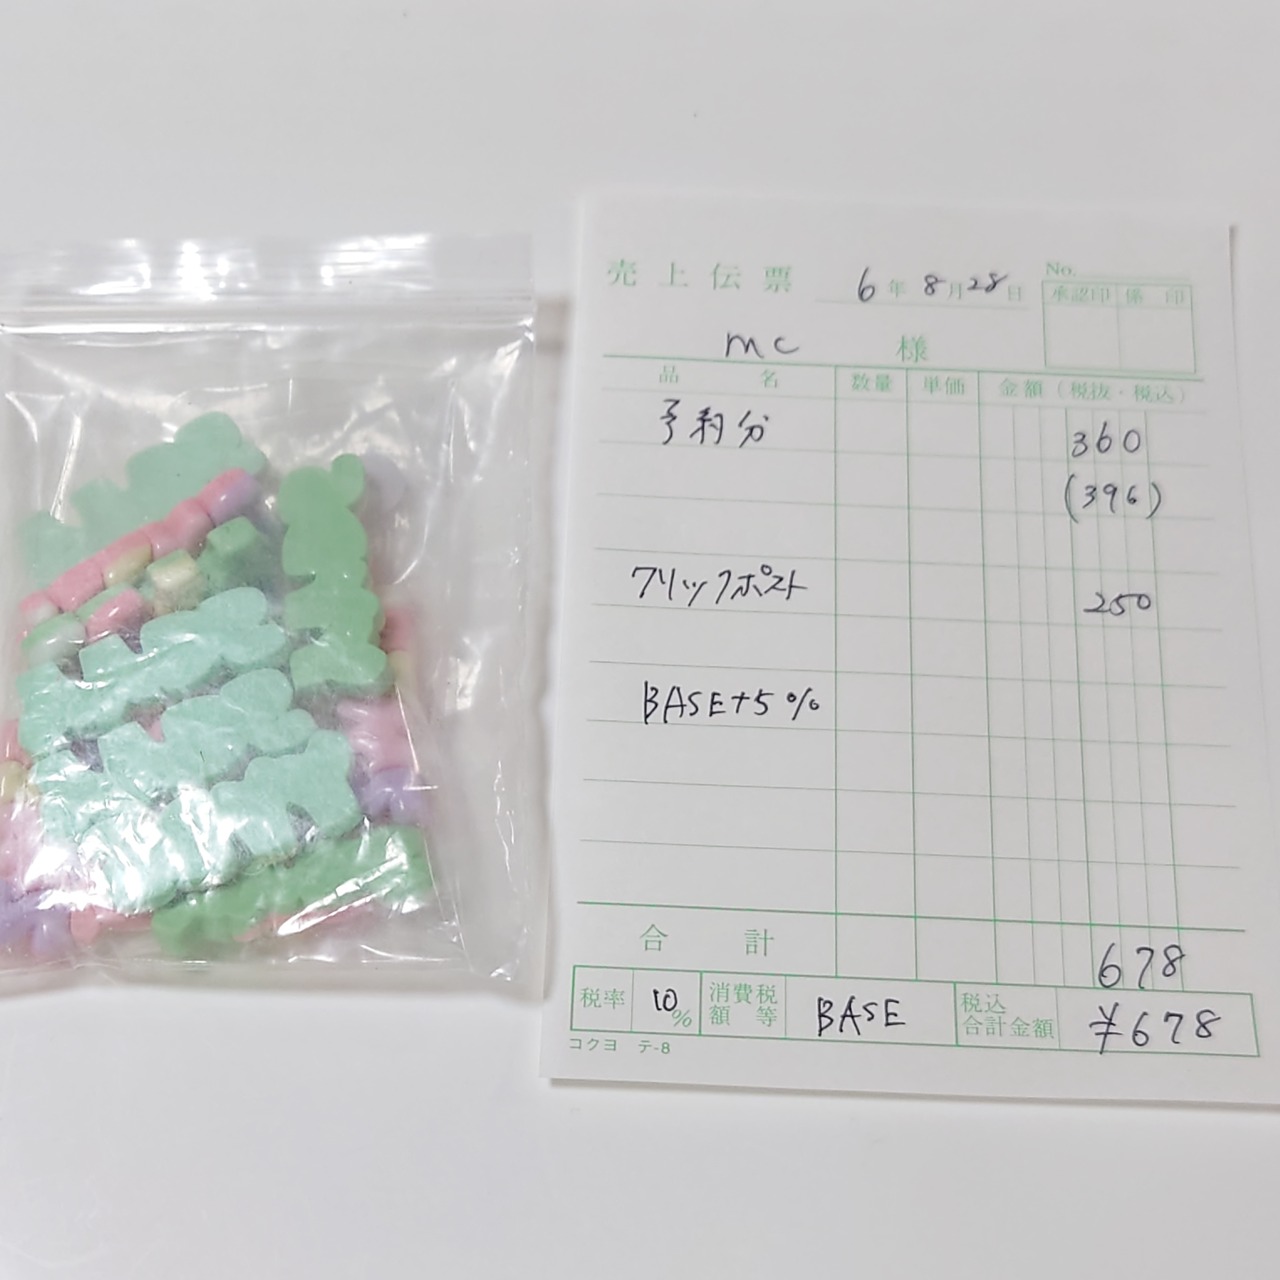 売上伝票 6年8月28日
No.
承認印 係印
mc 様
品名 数量 単価 金額(税抜・税込)
予約分 360
(396)
クリックポスト 250
BASE+5%
合計 678
税率 10% 消費税額等 BASE 税込合計金額 ¥678
コクヨ テ-8